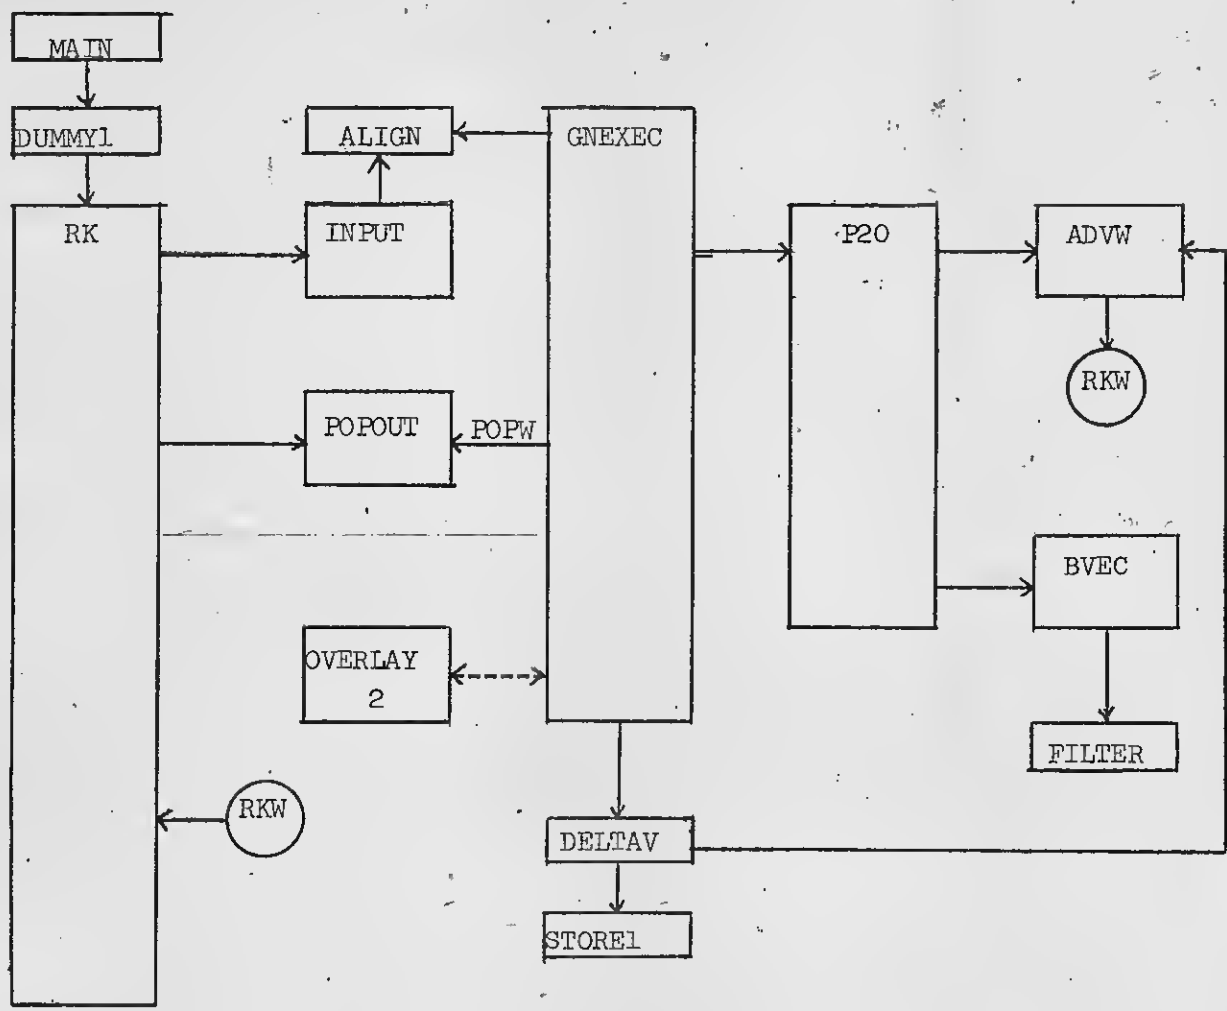 MAIN
DUMMY1
ALIGN
GNEXEC
RK
INPUT
P20
ADVW
RKW
POPOUT
POPW
BVEC
OVERLAY
2
FILTER
RKW
DELTAV
STORE1